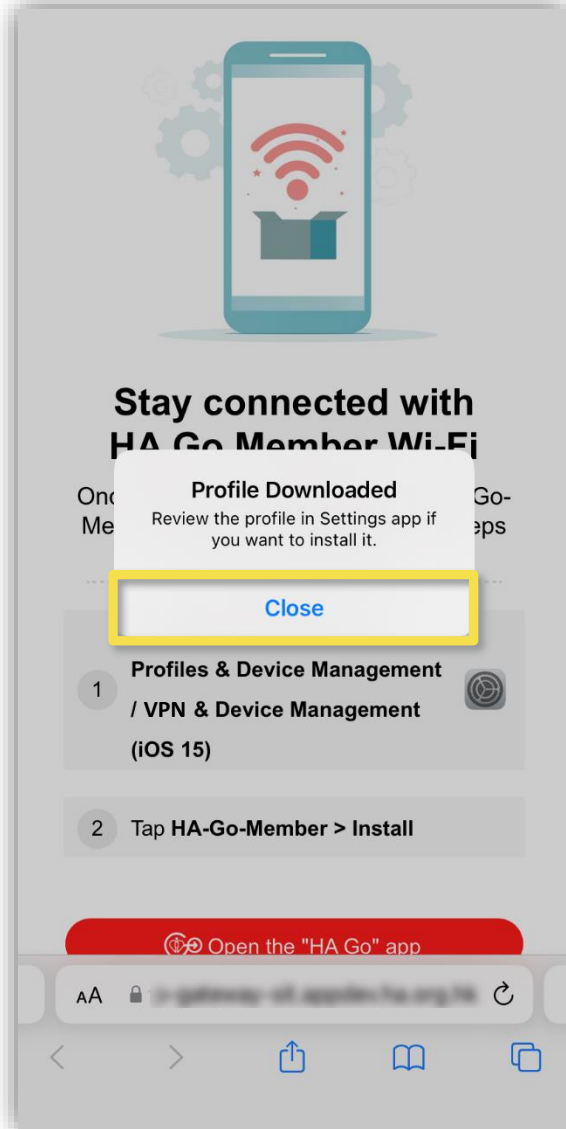 Stay connected with
HA Go Member Wi-Fi
Profile Downloaded
Review the profile in Settings app if
you want to install it.
Close
1
Profiles & Device Management
/ VPN & Device Management
(iOS 15)
2 Tap HA-Go-Member > Install
Open the "HA Go" app
AA